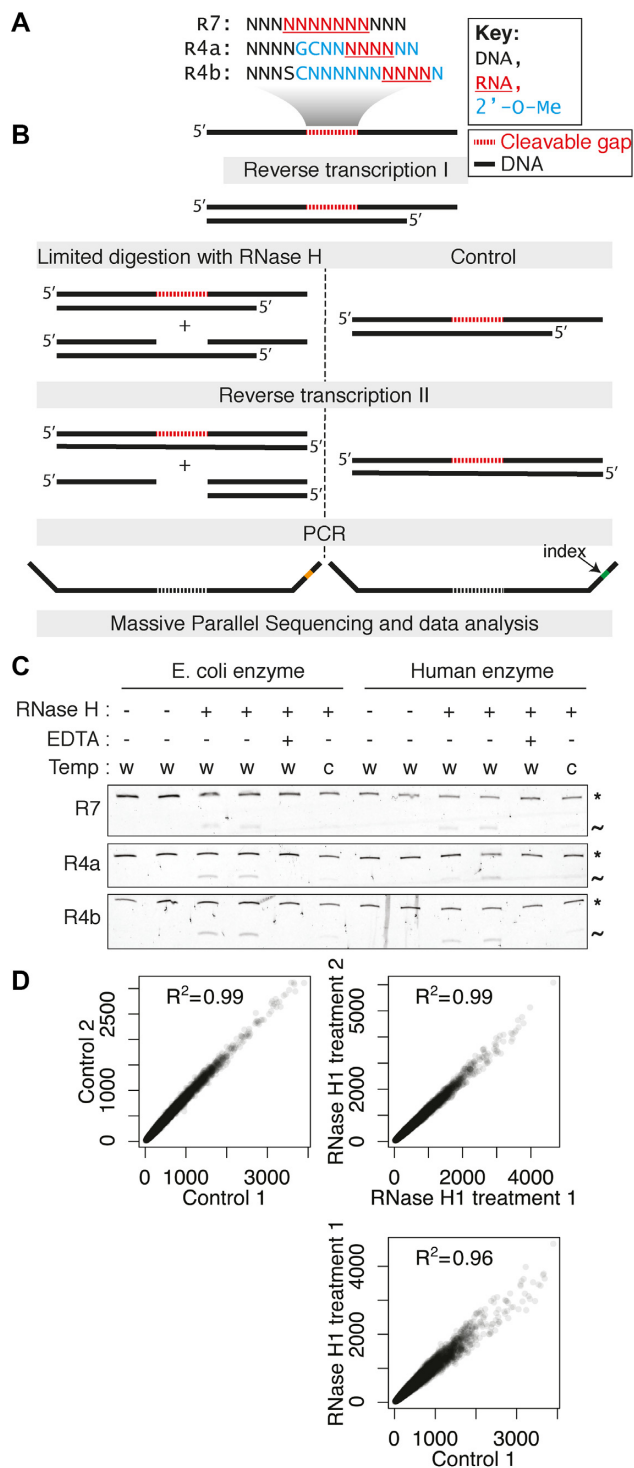 A
R7: NNNNNNNNNNNNN
R4a: NNNNGCNNNNNNNN
R4b: NNNSCNNNNNNNNNNN
Key:
DNA,
RNA,
2'-O-Me
Cleavable gap
DNA
B
5'
Reverse transcription I
5'
5'
Limited digestion with RNase H
Control
5'
5'
+
5'
5'
5'
5'
Reverse transcription II
5'
5'
+
5'
5'
5'
5'
PCR
index
Massive Parallel Sequencing and data analysis
C
E. coli enzyme
Human enzyme
RNase H : - - + + + + - - + + + +
EDTA : - - - - + - - - - - + -
Temp : w w w w w c w w w w w c
R7
*
~
R4a
*
~
R4b
*
~
D
R2=0.99
Control 2
0 1000 2500
0 1000 3000
Control 1
R2=0.99
RNase H1 treatment 2
0 2000 5000
0 2000 4000
RNase H1 treatment 1
R2=0.96
RNase H1 treatment 1
0 2000 4000
0 1000 3000
Control 1